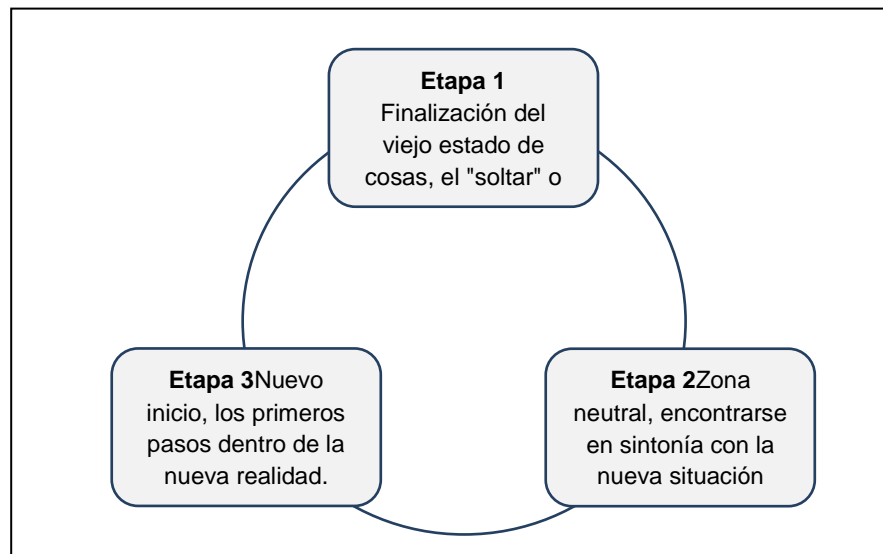 Etapa 1
Finalización del
viejo estado de
cosas, el "soltar" o
Etapa 3Nuevo
inicio, los primeros
pasos dentro de la
nueva realidad.
Etapa 2Zona
neutral, encontrarse
en sintonía con la
nueva situación